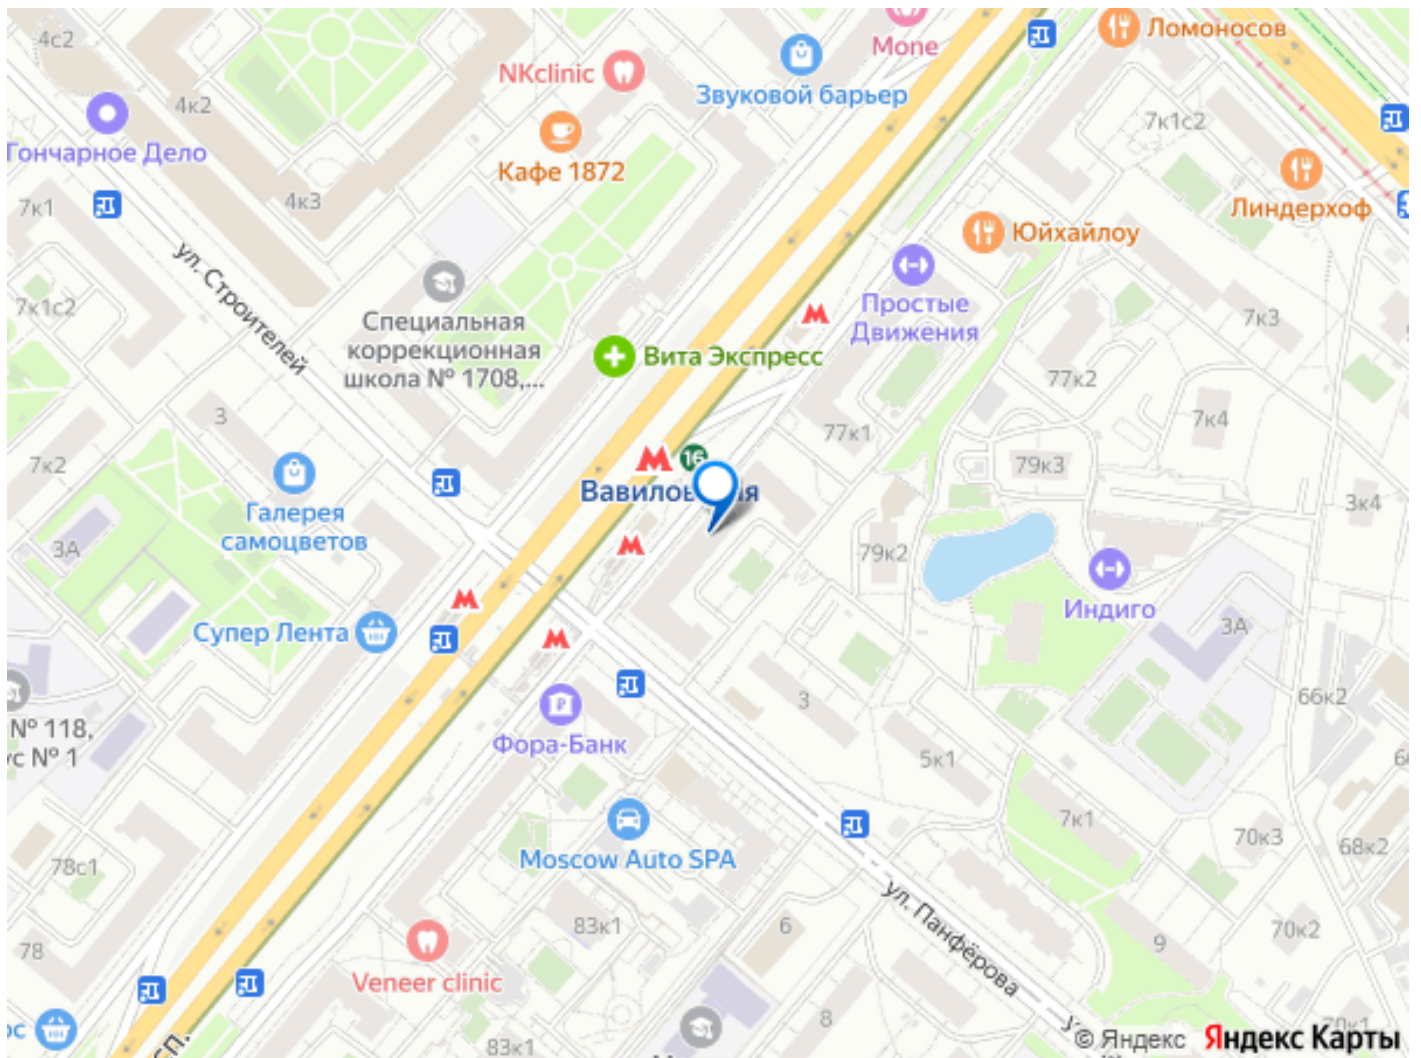 4с2
Mone
Ломоносов
NKclinic
Звуковой барьер
4к2
7к1с2
Гончарное Дело
Кафе 1872
4к3
7к1
Линдерхоф
Юйхайлоу
ул. Строителей
7к1с2
Специальная
коррекционная
школа № 1708,...
Простые
Движения
7к3
Вита Экспресс
77к2
3
7к4
77к1
7к2
79к3
16
Вавило
я
3к4
Галерея
самоцветов
3А
79к2
Индиго
Супер Лента
3А
3
66к2
№ 118,
ус № 1
Фора-Банк
5к1
7к1
70к3
68к2
Moscow Auto SPA
78с1
ул. Панфёрова
83к1
6
9
70к2
78
Veneer clinic
8
83к1
сп.
© Яндекс
Яндекс Карты